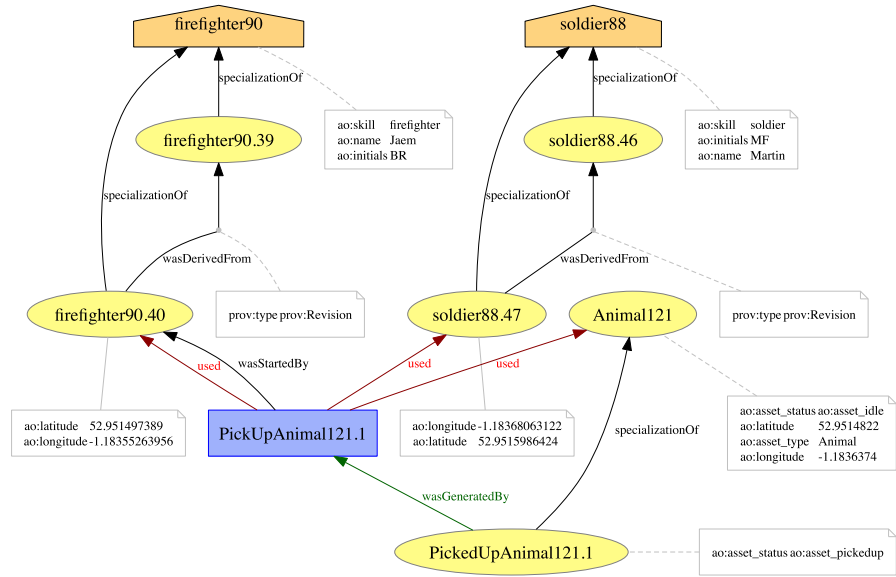 firefighter90
soldier88
specializationOf
specializationOf
ao:skill firefighter
ao:name Jaem
ao:initials BR
ao:skill soldier
ao:initials MF
ao:name Martin
firefighter90.39
soldier88.46
specializationOf
specializationOf
wasDerivedFrom
wasDerivedFrom
firefighter90.40
prov:type prov:Revision
soldier88.47
Animal121
prov:type prov:Revision
used
wasStartedBy
used
used
ao:latitude 52.951497389
ao:longitude -1.18355263956
PickUpAnimal121.1
ao:longitude -1.18368063122
ao:latitude 52.9515986424
specializationOf
ao:asset_status ao:asset_idle
ao:latitude 52.9514822
ao:asset_type Animal
ao:longitude -1.1836374
wasGeneratedBy
PickedUpAnimal121.1
ao:asset_status ao:asset_pickedup